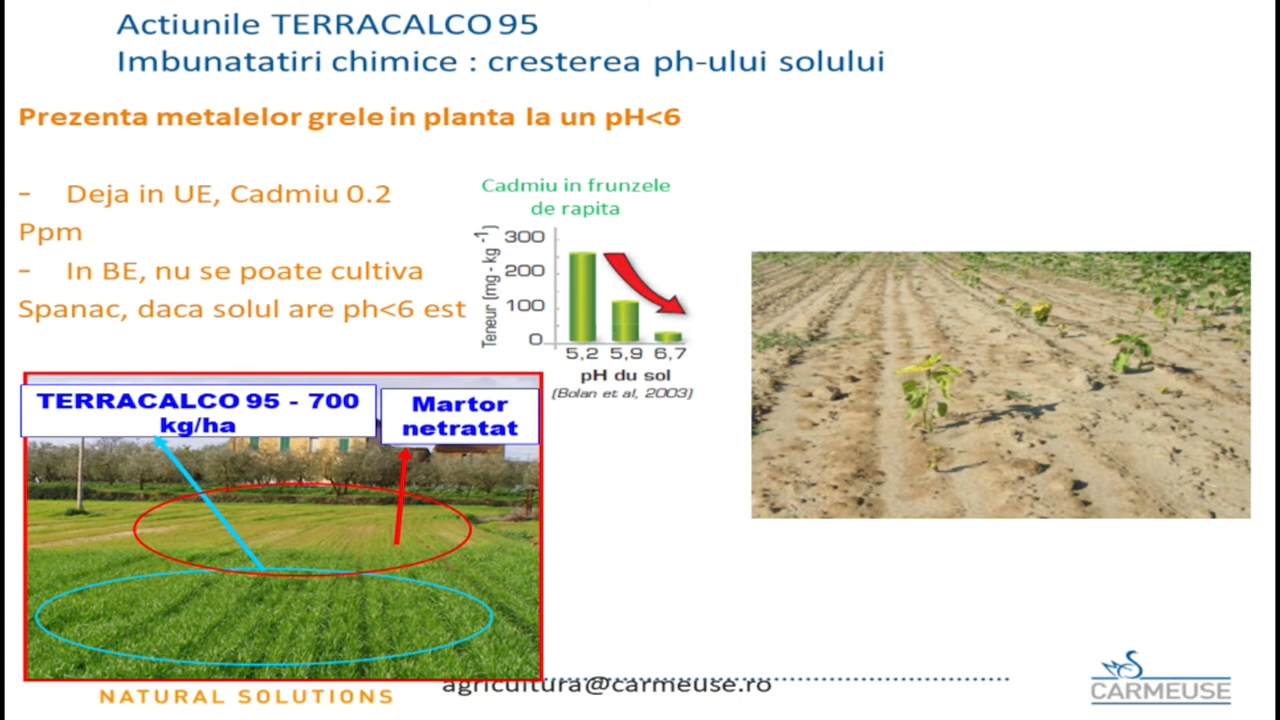 Actiunile TERRACALCO 95
Imbunatatiri chimice : cresterea ph-ului solului
Prezenta metalelor grele in planta la un pH<6
- Deja in UE, Cadmiu 0.2
Ppm
- In BE, nu se poate cultiva
Spanac, daca solul are ph<6 est
Cadmiu in frunzele
de rapita
Teneur (mg - kg -1)
300
200
100
0
5,2 5,9 6,7
pH du sol
(Bolan et al, 2003)
TERRACALCO 95 - 700
kg/ha
Martor
netratat
NATURAL SOLUTIONS
agricultura@carmeuse.ro
CARMEUSE